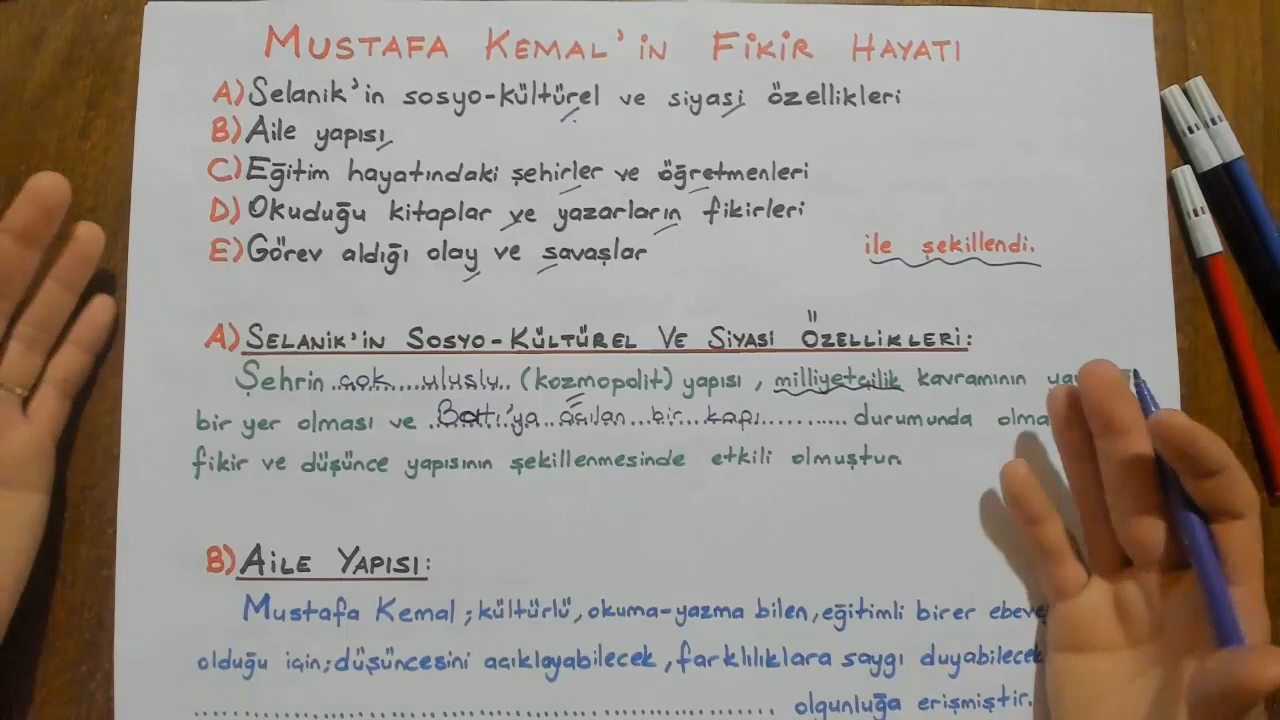 MUSTAFA KEMAL'İN FİKİR HAYATI
A) Selanik'in sosyo-kültürel ve siyasi özellikleri
B) Aile yapısı
C) Eğitim hayatındaki şehirler ve öğretmenleri
D) Okuduğu kitaplar ve yazarların fikirleri
E) Görev aldığı olay ve savaşlar
ile şekillendi.
A) SELANİK'İN SOSYO-KÜLTÜREL VE SİYASİ ÖZELLİKLERİ:
Şehrin çok uluslu (kozmopolit) yapısı, milliyetçilik kavramının
bir yer olması ve Batı'ya açılan bir kapı durumunda
fikir ve düşünce yapısının şekillenmesinde etkili olmuştur.
B) AİLE YAPISI:
Mustafa Kemal; kültürlü, okuma-yazma bilen, eğitimli birer
olduğu için; düşüncesini açıklayabilecek, farklılıklara saygı duyabilecek
olgunluğa erişmiştir.